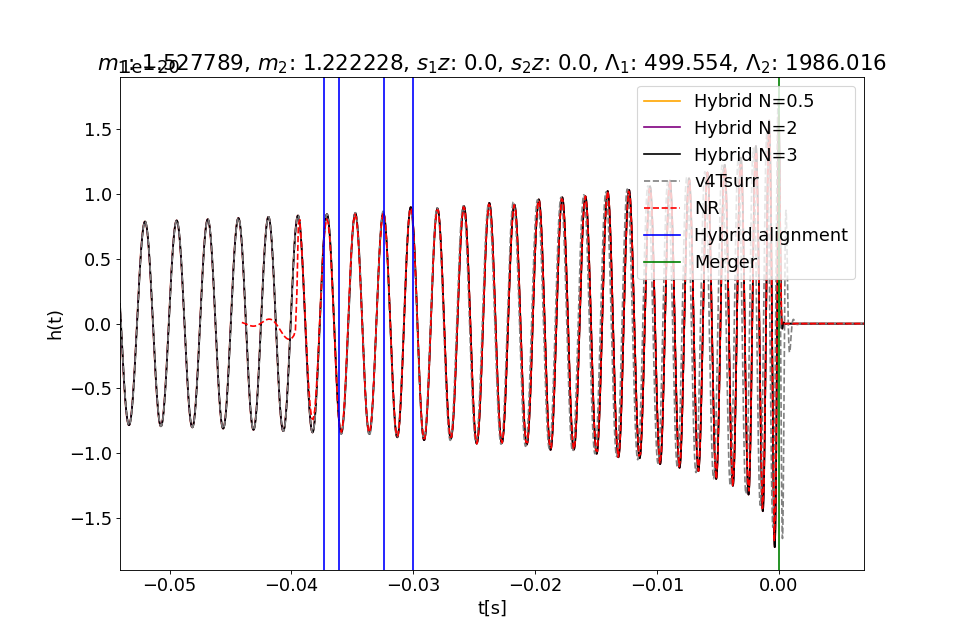 m₁: 1.527789, m₂: 1.222228, s₁z: 0.0, s₂z: 0.0, Λ₁: 499.554, Λ₂: 1986.016
1e−20
Hybrid N=0.5
Hybrid N=2
Hybrid N=3
v4Tsurr
NR
Hybrid alignment
Merger
1.5
1.0
0.5
0.0
−0.5
−1.0
−1.5
h(t)
−0.05 −0.04 −0.03 −0.02 −0.01 0.00
t[s]